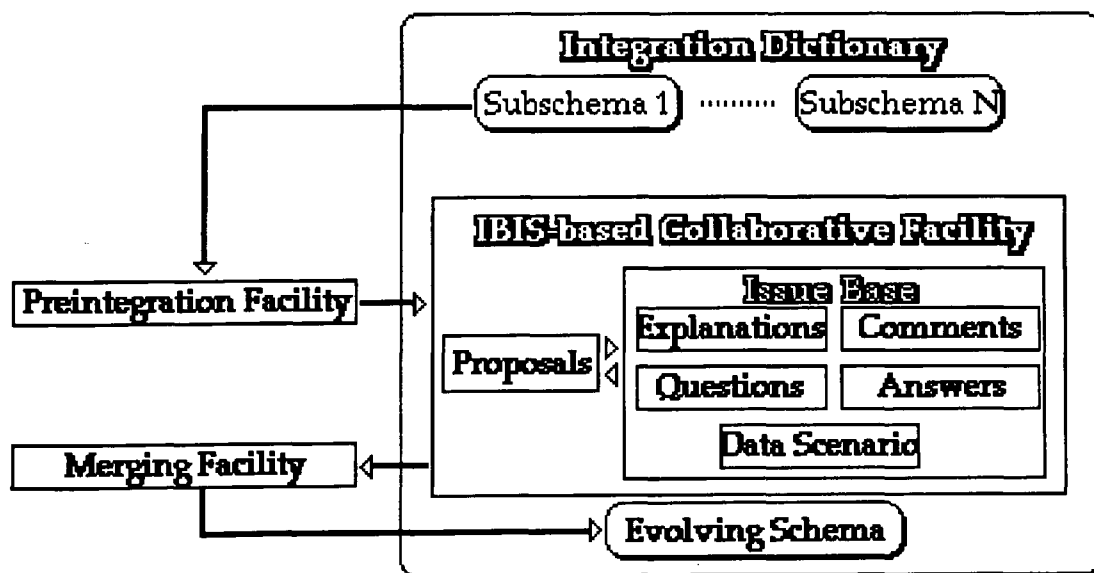 Integration Dictionary
Subschema 1 ........... Subschema N
IBIS-based Collaborative Facility
Preintegration Facility
Issue Base
Explanations
Comments
Proposals
Questions
Answers
Data Scenario
Merging Facility
Evolving Schema